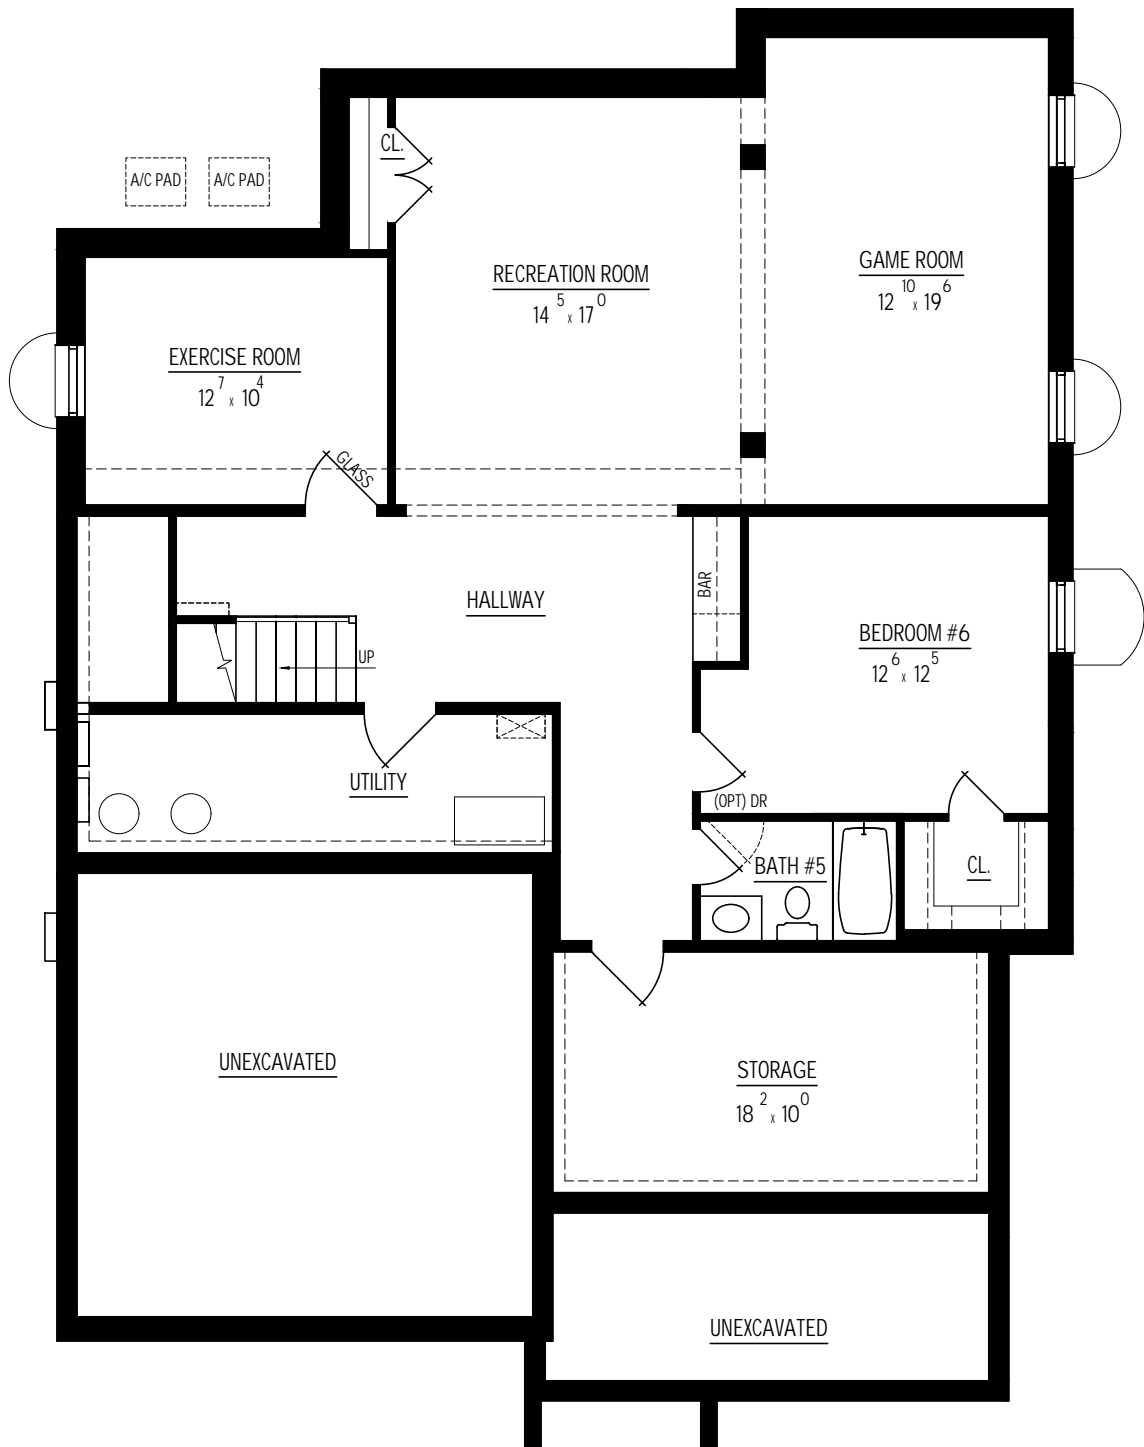 CL.
A/C PAD
A/C PAD
RECREATION ROOM
14 5 x 17 0
GAME ROOM
12 10 x 19 6
EXERCISE ROOM
12 7 x 10 4
GLASS
HALLWAY
BAR
BEDROOM #6
12 6 x 12 5
UP
UTILITY
(OPT) DR
BATH #5
CL.
UNEXCAVATED
STORAGE
18 2 x 10 0
UNEXCAVATED